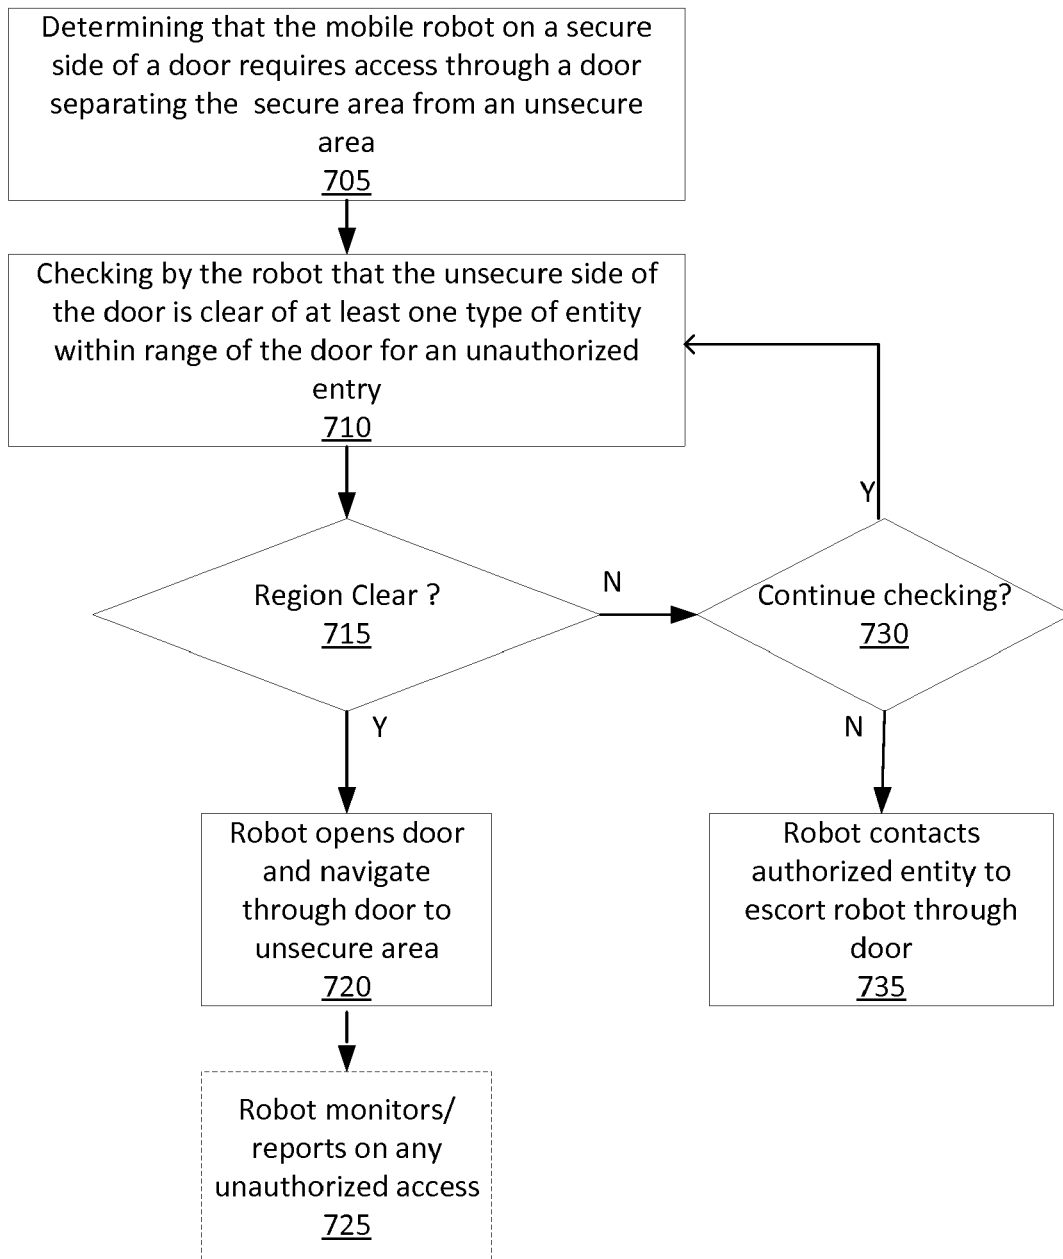 Determining that the mobile robot on a secure
side of a door requires access through a door
separating the  secure area from an unsecure
area
705
Checking by the robot that the unsecure side of
the door is clear of at least one type of entity
within range of the door for an unauthorized
entry
710
Region Clear ?
715
N
Continue checking?
730
Y
Y
N
Robot opens door
and navigate
through door to
unsecure area
720
Robot contacts
authorized entity to
escort robot through
door
735
Robot monitors/
reports on any
unauthorized access
725